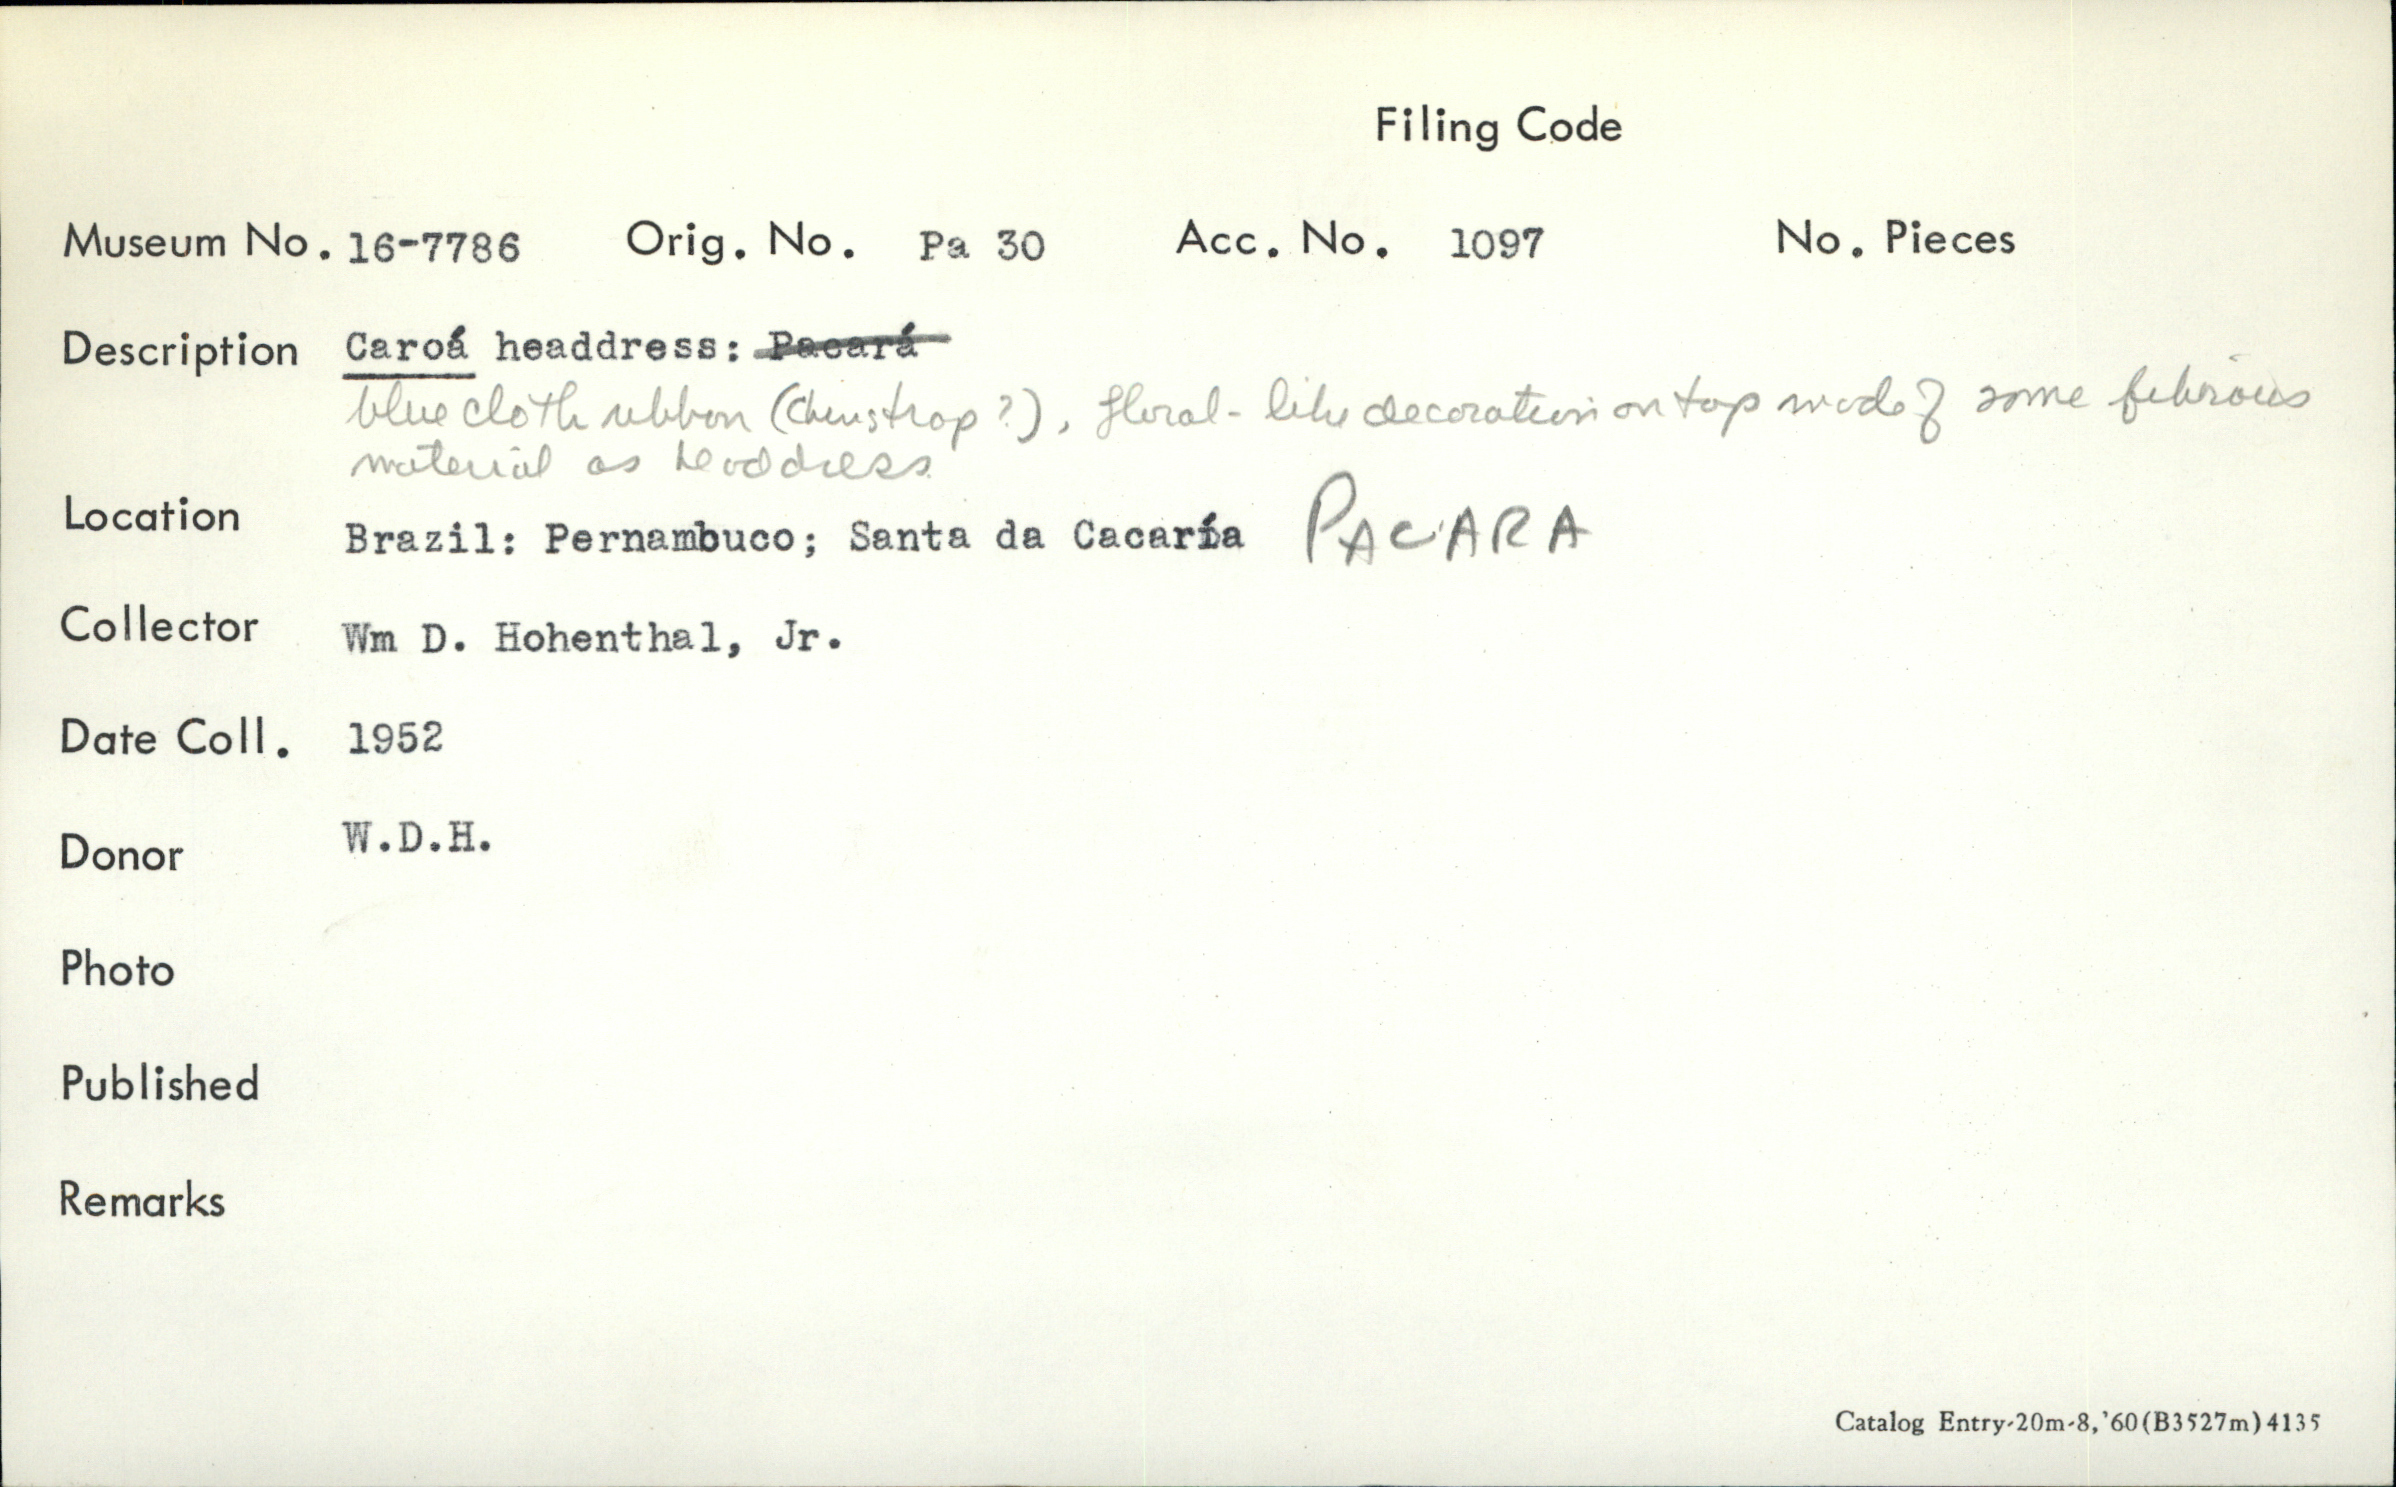 Filing Code
Museum No. 16-7786 Orig. No. Pa 30 Acc. No. 1097 No. Pieces
Description Caroá headdress: Pacará
blue cloth ribbon (chinstrap?), floral-like decoration on top made of some fibrous
material as headdress.
Location Brazil: Pernambuco; Santa da Cacaría PACARA
Collector Wm D. Hohenthal, Jr.
Date Coll. 1952
Donor W.D.H.
Photo
Published
Remarks
Catalog Entry-20m-8,'60(B3527m)4135